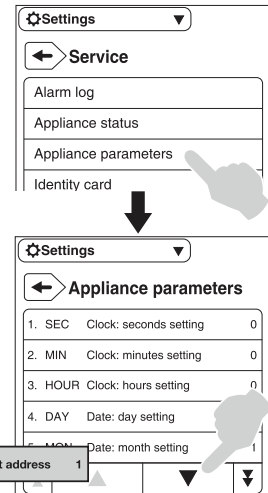 Settings
Service
Alarm log
Appliance status
Appliance parameters
Identity card
Settings
Appliance parameters
1. SEC Clock: seconds setting 0
2. MIN Clock: minutes setting 0
3. HOUR Clock: hours setting 0
4. DAY Date: day setting
5. MON Date: month setting 1
t address 1